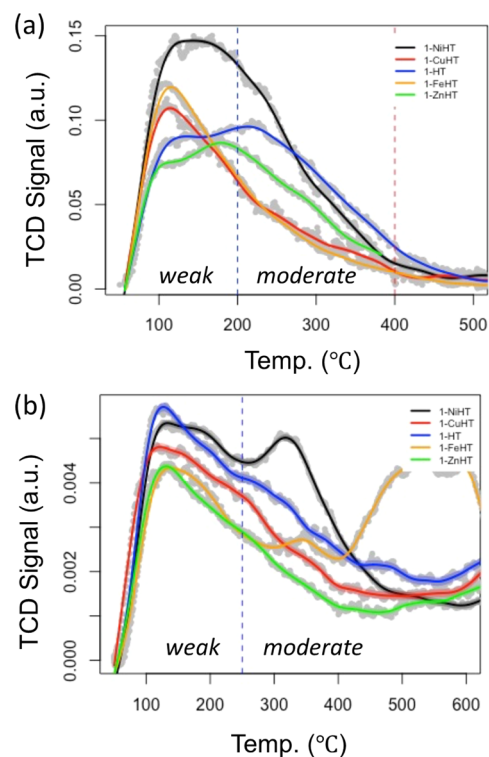 (a)
TCD Signal (a.u.)
0.15
0.10
0.05
0.00
1-NiHT
1-CuHT
1-HT
1-FeHT
1-ZnHT
weak
moderate
100 200 300 400 500
Temp. (℃)
(b)
TCD Signal (a.u.)
0.004
0.002
0.000
1-NiHT
1-CuHT
1-HT
1-FeHT
1-ZnHT
weak
moderate
100 200 300 400 500 600
Temp. (℃)